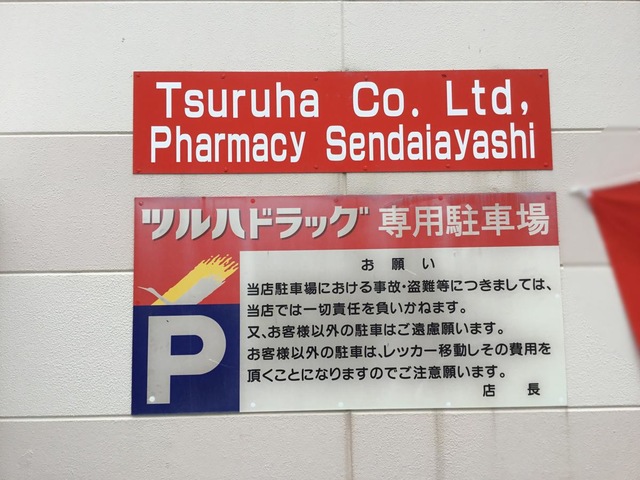 Tsuruha Co. Ltd,
Pharmacy Sendaiayashi
ツルハドラッグ 専用駐車場
お願い
当店駐車場における事故・盗難等につきましては、
当店では一切責任を負いかねます。
又、お客様以外の駐車はご遠慮願います。
お客様以外の駐車は、レッカー移動しその費用を
頂くことになりますのでご注意願います。
店長
P